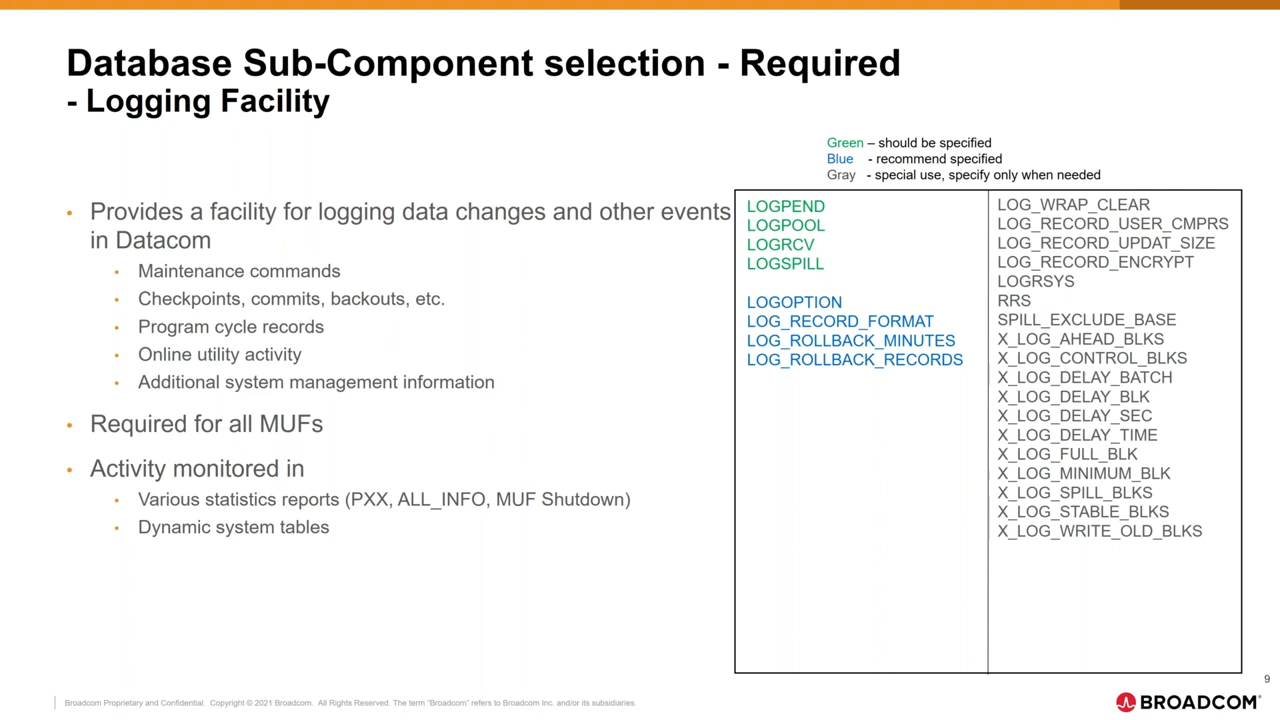 Database Sub-Component selection - Required
- Logging Facility
Green – should be specified
Blue - recommend specified
Gray - special use, specify only when needed
• Provides a facility for logging data changes and other events
in Datacom
• Maintenance commands
• Checkpoints, commits, backouts, etc.
• Program cycle records
• Online utility activity
• Additional system management information
• Required for all MUFs
• Activity monitored in
• Various statistics reports (PXX, ALL_INFO, MUF Shutdown)
• Dynamic system tables
LOGPEND
LOGPOOL
LOGRCV
LOGSPILL
LOGOPTION
LOG_RECORD_FORMAT
LOG_ROLLBACK_MINUTES
LOG_ROLLBACK_RECORDS
LOG_WRAP_CLEAR
LOG_RECORD_USER_CMPRS
LOG_RECORD_UPDAT_SIZE
LOG_RECORD_ENCRYPT
LOGRSYS
RRS
SPILL_EXCLUDE_BASE
X_LOG_AHEAD_BLKS
X_LOG_CONTROL_BLKS
X_LOG_DELAY_BATCH
X_LOG_DELAY_BLK
X_LOG_DELAY_SEC
X_LOG_DELAY_TIME
X_LOG_FULL_BLK
X_LOG_MINIMUM_BLK
X_LOG_SPILL_BLKS
X_LOG_STABLE_BLKS
X_LOG_WRITE_OLD_BLKS
9
Broadcom Proprietary and Confidential. Copyright © 2021 Broadcom. All Rights Reserved. The term "Broadcom" refers to Broadcom Inc. and/or its subsidiaries.
BROADCOM®